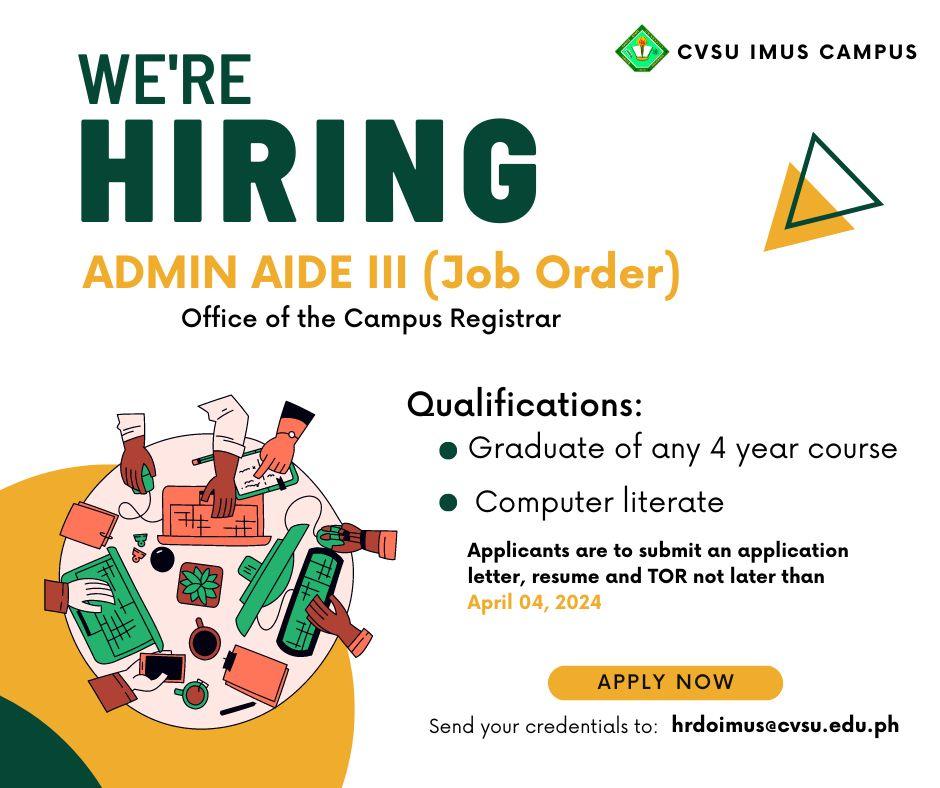 CVSU IMUS CAMPUS
WE'RE
HIRING
ADMIN AIDE III (Job Order)
Office of the Campus Registrar
Qualifications:
Graduate of any 4 year course
Computer literate
Applicants are to submit an application
letter, resume and TOR not later than
April 04, 2024
APPLY NOW
Send your credentials to: hrdoimus@cvsu.edu.ph